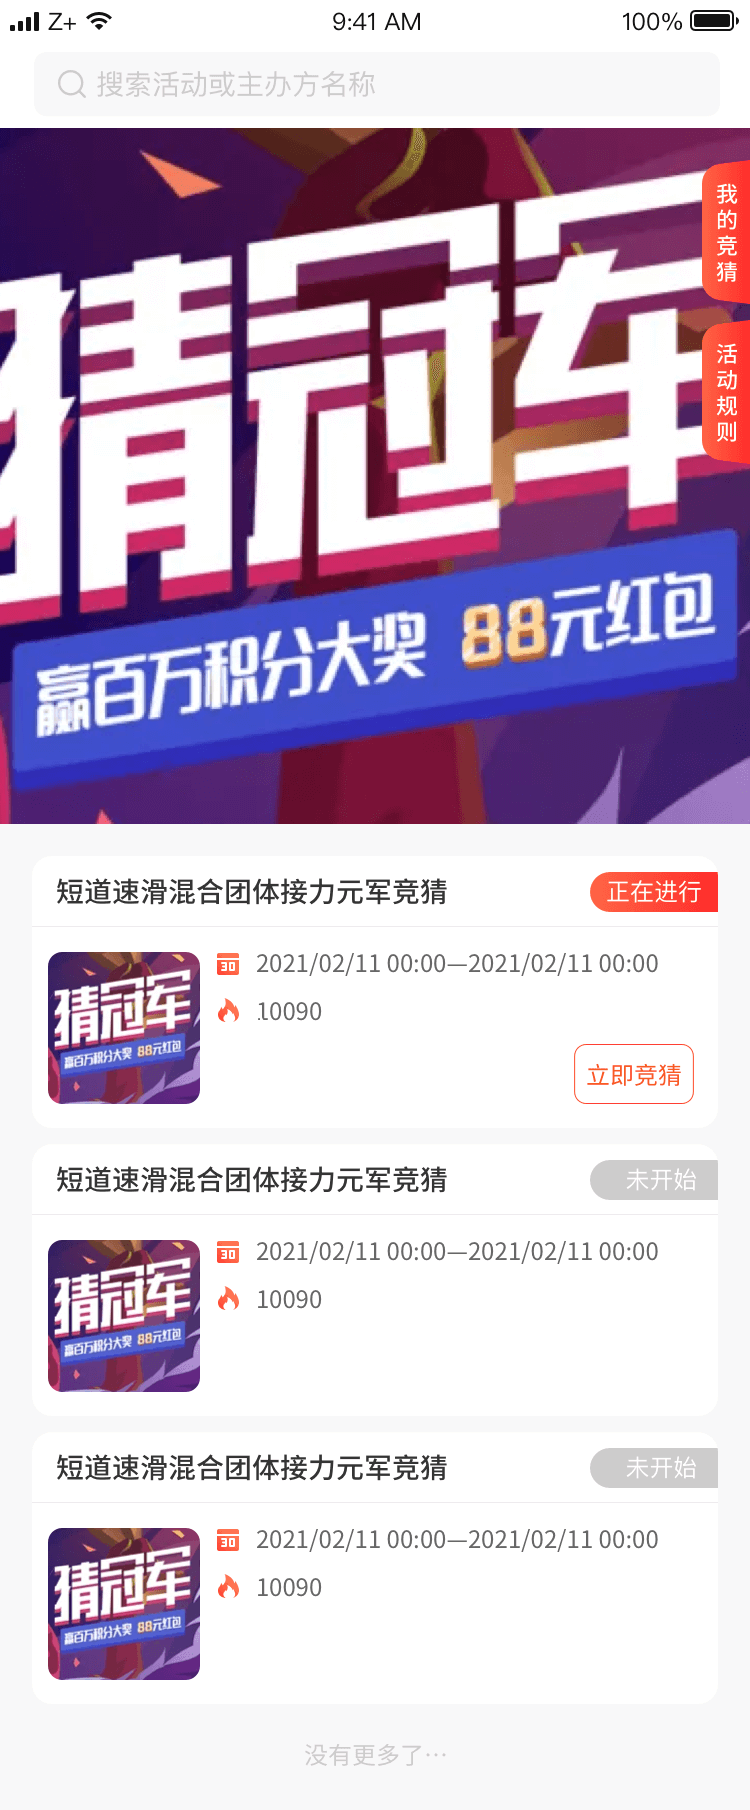 Z+ 9:41 AM 100%
搜索活动或主办方名称
我的竞猜
活动规则
猜冠军
赢百万积分大奖 88元红包
短道速滑混合团体接力元军竞猜 正在进行
猜冠军
赢百万积分大奖 88元红包
30 2021/02/11 00:00—2021/02/11 00:00
10090
立即竞猜
短道速滑混合团体接力元军竞猜 未开始
猜冠军
赢百万积分大奖 88元红包
30 2021/02/11 00:00—2021/02/11 00:00
10090
短道速滑混合团体接力元军竞猜 未开始
猜冠军
赢百万积分大奖 88元红包
30 2021/02/11 00:00—2021/02/11 00:00
10090
没有更多了…